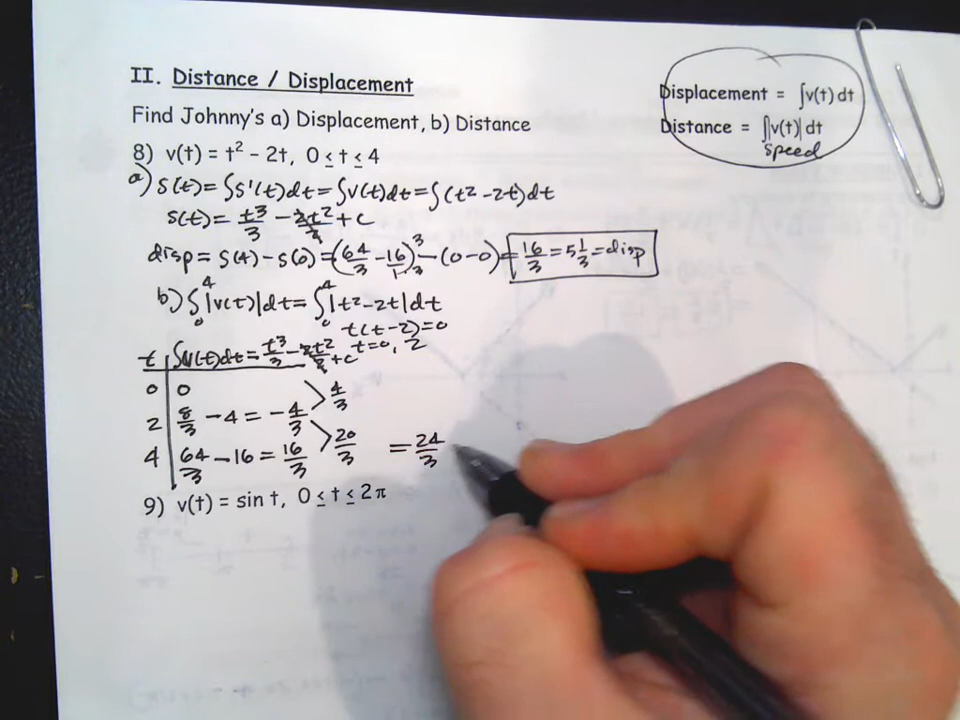 II. Distance / Displacement
Displacement = ∫v(t) dt
Distance = ∫|v(t)| dt
speed
Find Johnny's a) Displacement, b) Distance
8) v(t) = t² - 2t, 0 ≤ t ≤ 4
a) s(t) = ∫s'(t)dt = ∫v(t)dt = ∫(t² - 2t)dt
s(t) = t³/3 - 2t²/2 + c
disp = s(4) - s(0) = (64/3 - 16/1 · 3/3) - (0-0) = 16/3 = 5 1/3 = disp
b) ∫₀⁴ |v(t)|dt = ∫₀⁴ |t² - 2t|dt
t(t-2) = 0
t = 0, 2
t ∫v(t)dt = t³/3 - 2t²/2 + c
0 0
> 4/3
2 8/3 - 4 = -4/3
> 20/3 = 24/3
4 64/3 - 16 = 16/3
9) v(t) = sin t, 0 ≤ t ≤ 2π